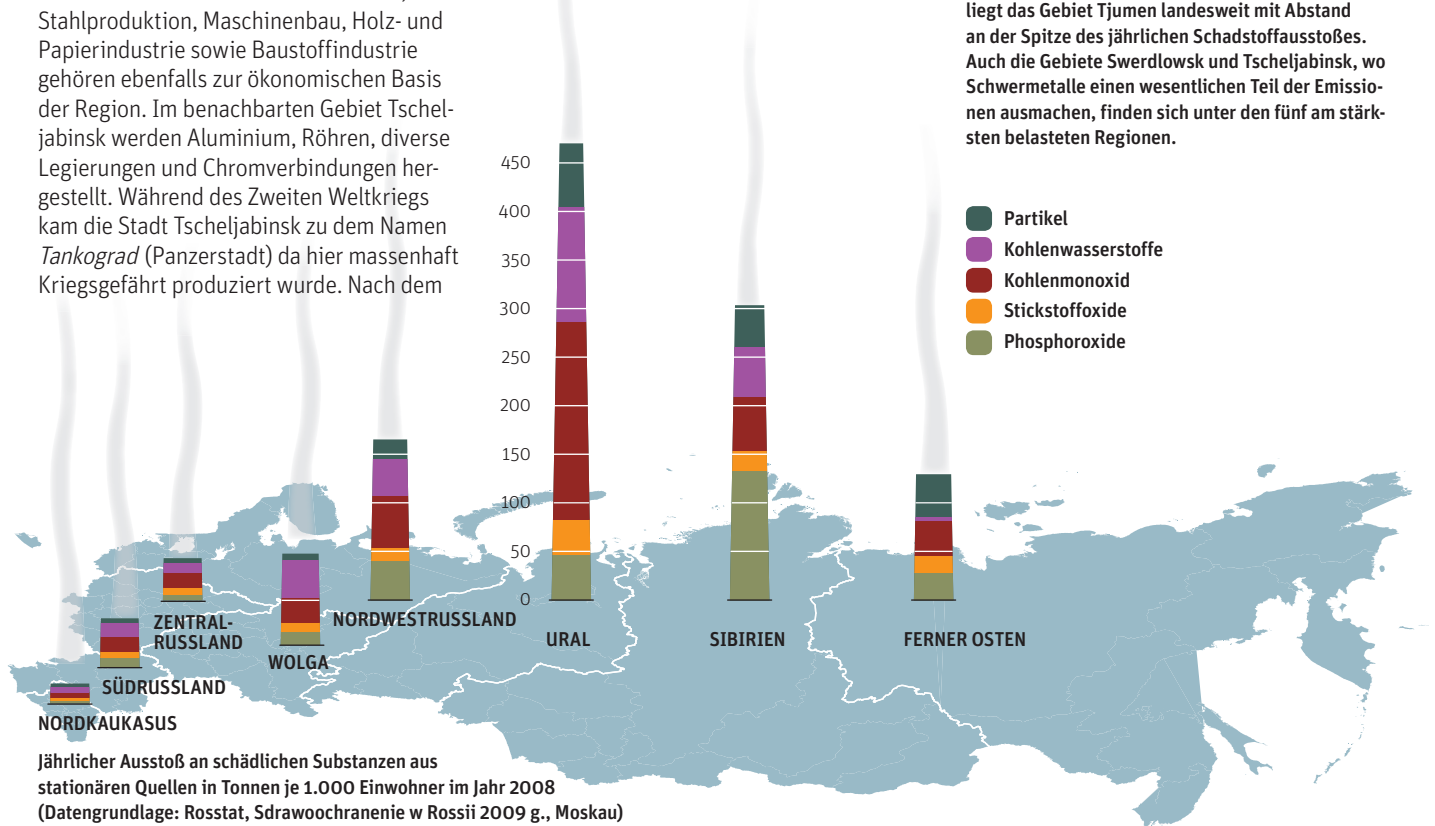 Stahlproduktion, Maschinenbau, Holz- und
Papierindustrie sowie Baustoffindustrie
gehören ebenfalls zur ökonomischen Basis
der Region. Im benachbarten Gebiet Tschel-
jabinsk werden Aluminium, Röhren, diverse
Legierungen und Chromverbindungen her-
gestellt. Während des Zweiten Weltkriegs
kam die Stadt Tscheljabinsk zu dem Namen
Tankograd (Panzerstadt) da hier massenhaft
Kriegsgefährt produziert wurde. Nach dem
liegt das Gebiet Tjumen landesweit mit Abstand
an der Spitze des jährlichen Schadstoffausstoßes.
Auch die Gebiete Swerdlowsk und Tscheljabinsk, wo
Schwermetalle einen wesentlichen Teil der Emissio-
nen ausmachen, finden sich unter den fünf am stärk-
sten belasteten Regionen.
Partikel
Kohlenwasserstoffe
Kohlenmonoxid
Stickstoffoxide
Phosphoroxide
450
400
350
300
250
200
150
100
50
0
ZENTRAL-
RUSSLAND
NORDWESTRUSSLAND
URAL
SIBIRIEN
FERNER OSTEN
WOLGA
SÜDRUSSLAND
NORDKAUKASUS
Jährlicher Ausstoß an schädlichen Substanzen aus
stationären Quellen in Tonnen je 1.000 Einwohner im Jahr 2008
(Datengrundlage: Rosstat, Sdrawoochranenie w Rossii 2009 g., Moskau)